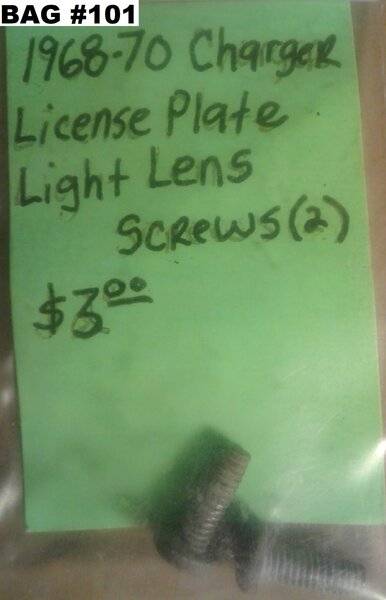 BAG #101
1968-70 Charger
License Plate
Light Lens
Screws (2)
$3.00